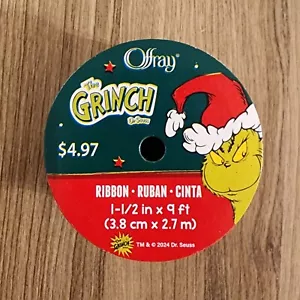 Offray
The
GRINCH
Dr. Seuss
$4.97
RIBBON • RUBAN • CINTA
1-1/2 in x 9 ft
(3.8 cm x 2.7 m)
GRINCH
TM & © 2024 Dr. Seuss